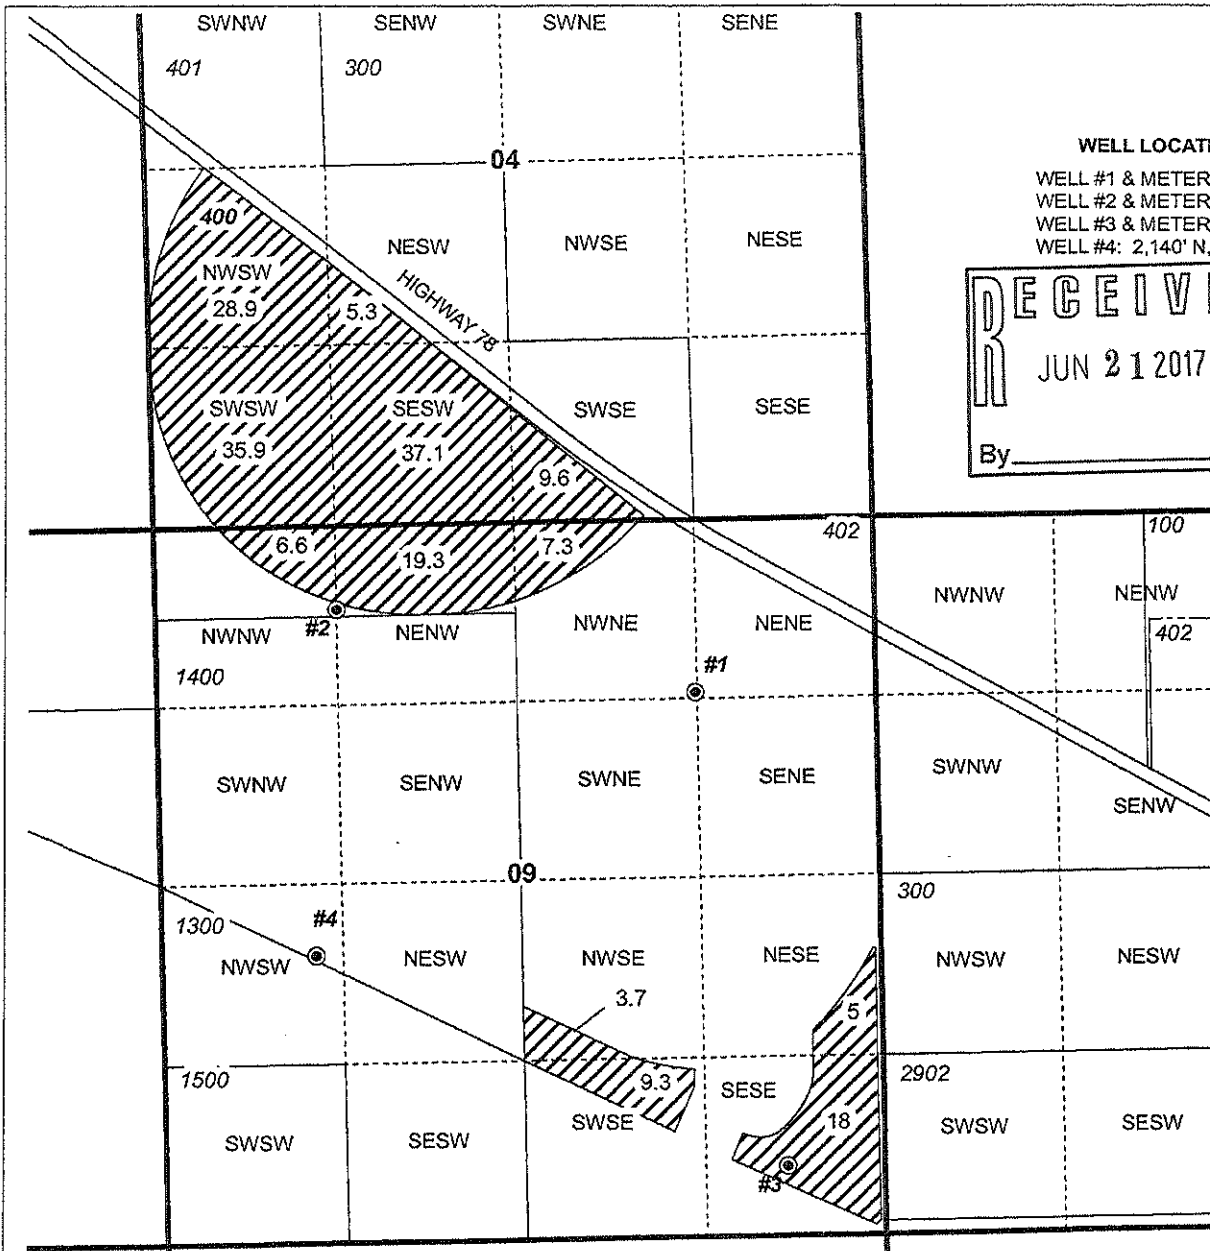 SWNW SENW SWNE SENE
401 300
04
WELL LOCATI
WELL #1 & METER
WELL #2 & METER
WELL #3 & METER
WELL #4: 2,140' N,
400
NESW NWSE NESE
NWSW
28.9 5.3
HIGHWAY 78
RECEIV
JUN 21 2017
By
SWSW SESW SWSE SESE
35.9 37.1
9.6
402 100
6.6 19.3 7.3
NWNW NENW
#2
NWNW NENW NWNE NENE
402
1400
#1
SWNW SENW SWNE SENE SWNW
SENW
09
300
1300
#4
NWSW NESW NWSE NESE NWSW NESW
3.7
5
1500
9.3
SESE
2902
SWSW SESW SWSE
18
SWSW SESW
#3